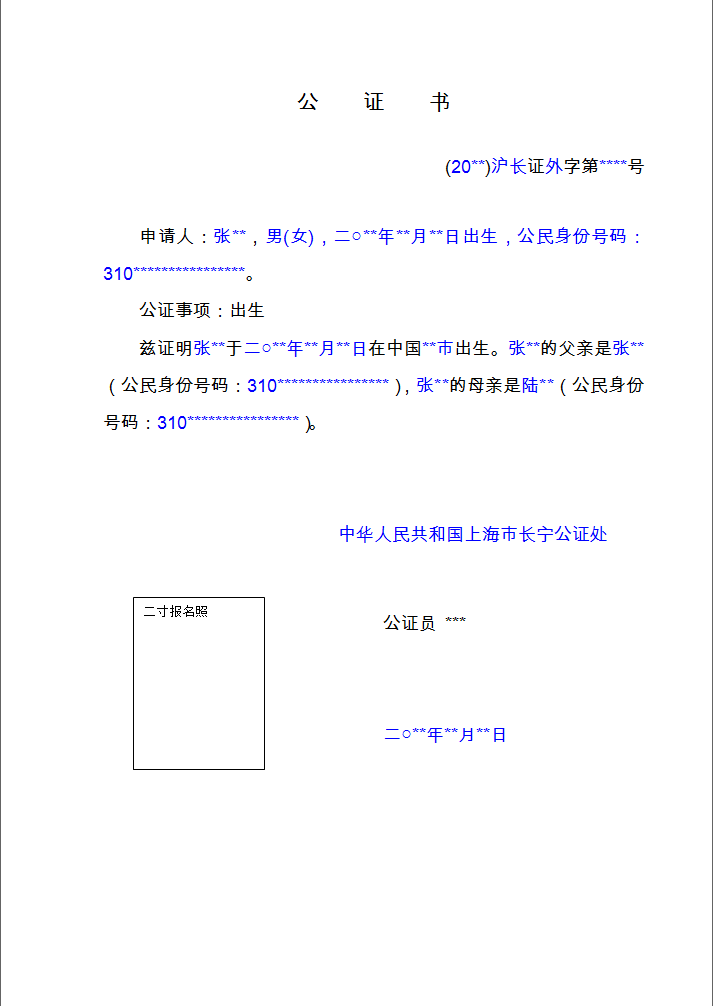 公 证 书
(20**)沪长证外字第****号
申请人：张**，男(女)，二○**年**月**日出生，公民身份号码：
310****************。
公证事项：出生
兹证明张**于二○**年**月**日在中国**市出生。张**的父亲是张**
（公民身份号码：310****************），张**的母亲是陆**（公民身份
号码：310****************）。
中华人民共和国上海市长宁公证处
二寸报名照
公证员 ***
二○**年**月**日